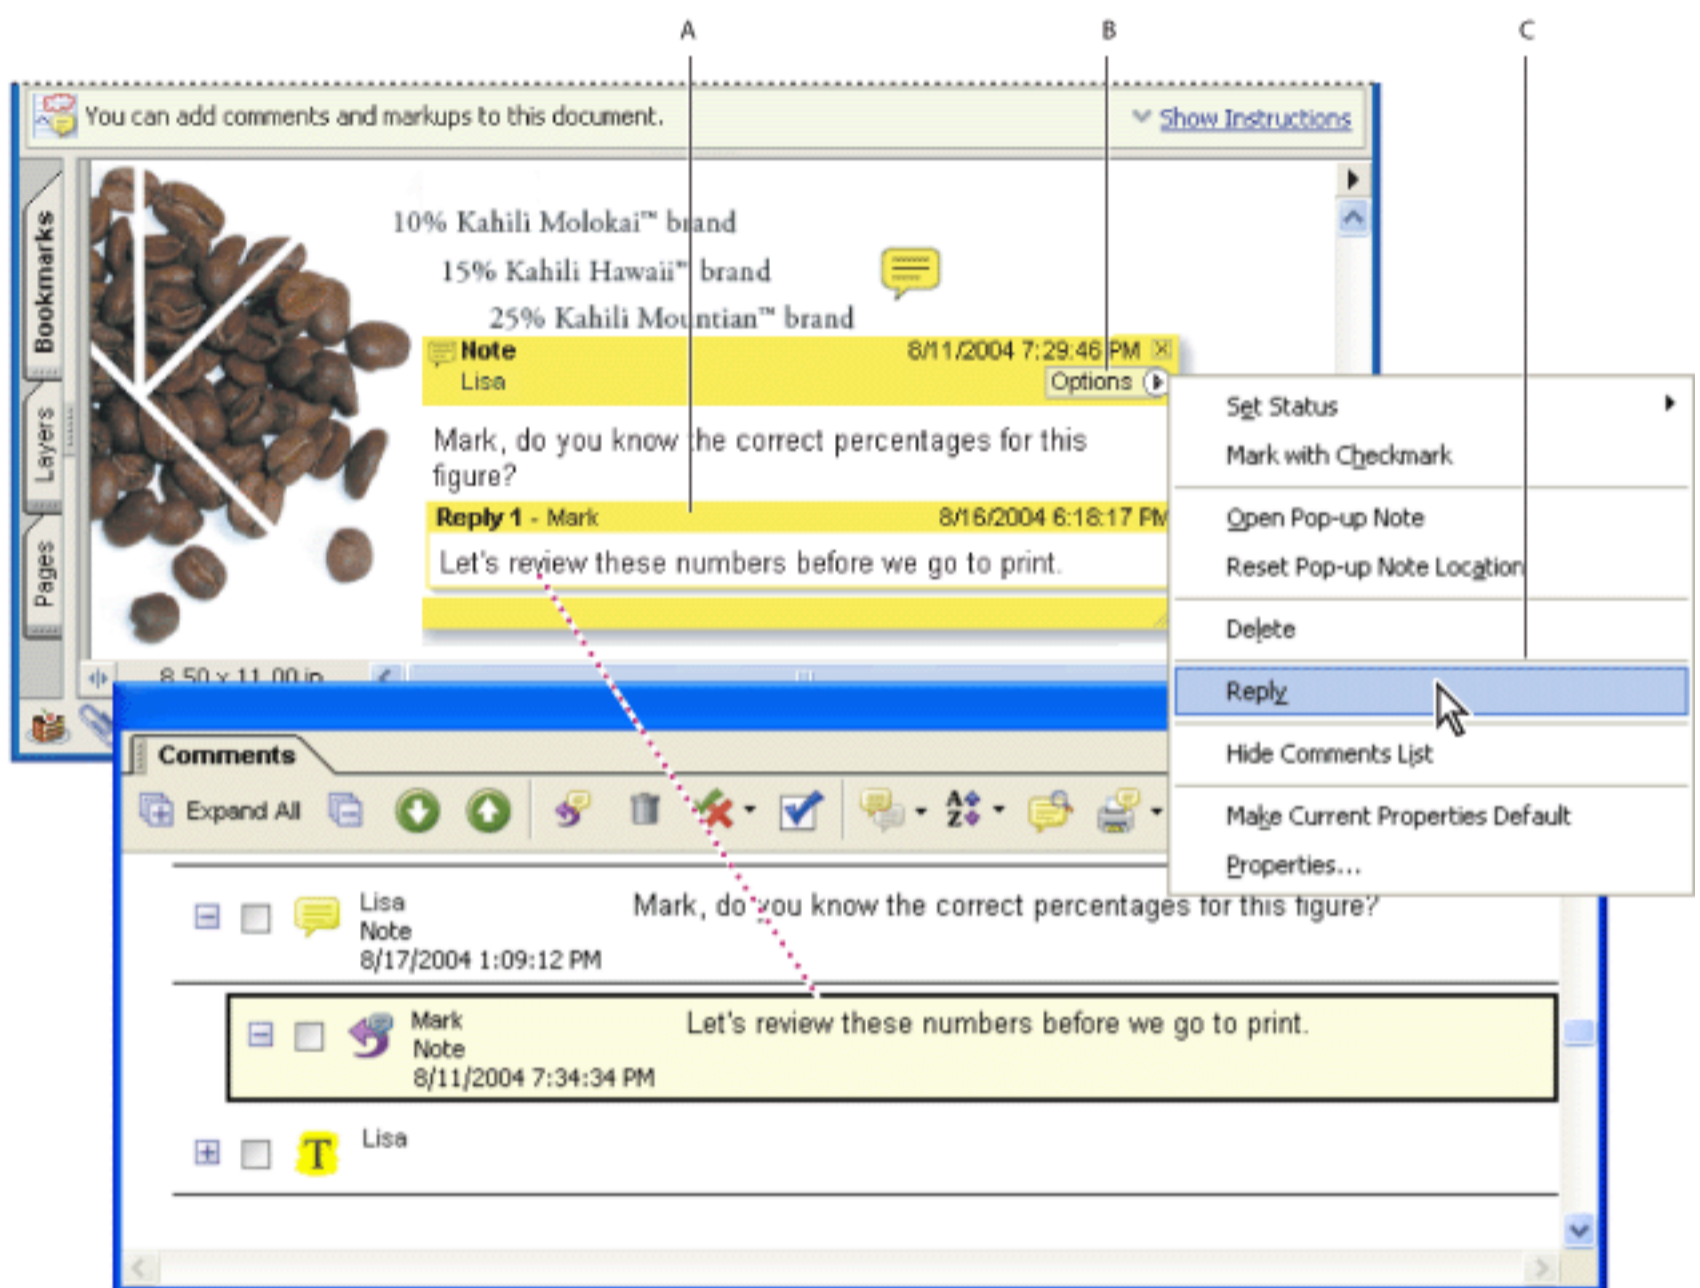 A
B
C
You can add comments and markups to this document.
Show Instructions
Bookmarks
Layers
Pages
10% Kahili Molokai™ brand
15% Kahili Hawaii™ brand
25% Kahili Mountian™ brand
Note
8/11/2004 7:29:46 PM
Lisa
Options
Mark, do you know the correct percentages for this
figure?
Reply 1 - Mark
8/16/2004 6:18:17 PM
Let's review these numbers before we go to print.
8.50 x 11.00 in
Set Status
Mark with Checkmark
Open Pop-up Note
Reset Pop-up Note Location
Delete
Reply
Hide Comments List
Make Current Properties Default
Properties...
Comments
Expand All
A
Z
Lisa
Mark, do you know the correct percentages for this figure?
Note
8/17/2004 1:09:12 PM
Mark
Let's review these numbers before we go to print.
Note
8/11/2004 7:34:34 PM
T
Lisa